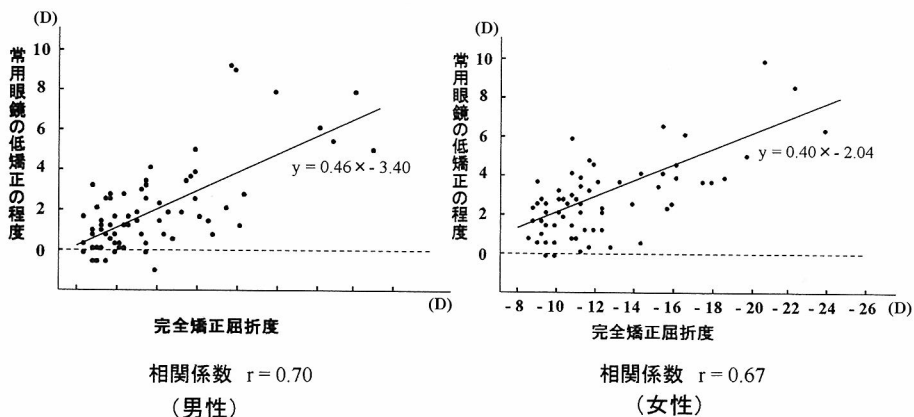 (D)
常用眼鏡の低矯正の程度
10
8
6
4
2
0
y = 0.46 × - 3.40
(D)
完全矯正屈折度
相関係数 r = 0.70
(男性)
(D)
常用眼鏡の低矯正の程度
10
8
6
4
2
0
y = 0.40 × - 2.04
- 8 - 10 - 12 - 14 - 16 - 18 - 20 - 22 - 24 - 26 (D)
完全矯正屈折度
相関係数 r = 0.67
(女性)